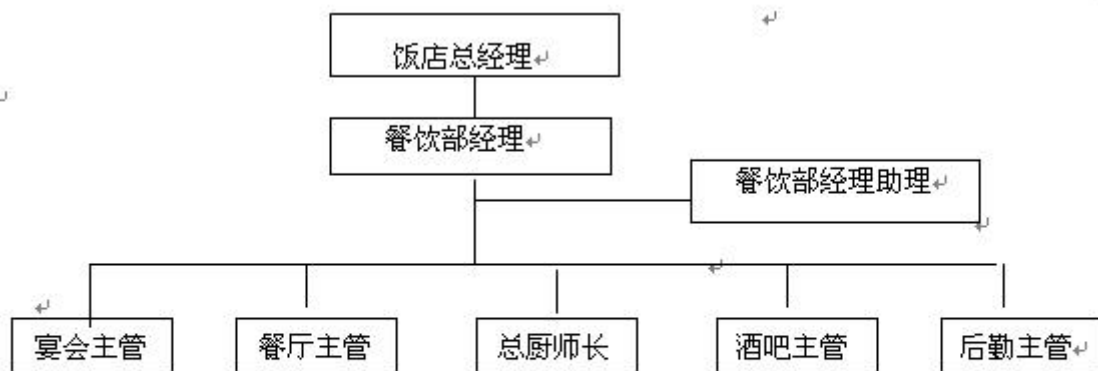 饭店总经理
餐饮部经理
餐饮部经理助理
宴会主管
餐厅主管
总厨师长
酒吧主管
后勤主管